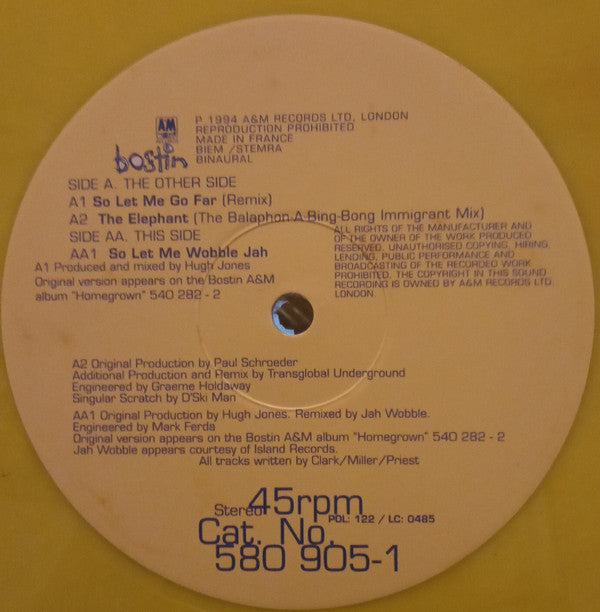 AM
RECORDS
bostin
P 1994 A&M RECORDS LTD, LONDON
REPRODUCTION PROHIBITED
MADE IN FRANCE
BIEM /STEMRA
BINAURAL
SIDE A. THE OTHER SIDE
A1 So Let Me Go Far (Remix)
A2 The Elephant (The Balaphon-A-Bing-Bong Immigrant Mix)
SIDE AA. THIS SIDE
AA1 So Let Me Wobble Jah
A1 Produced and mixed by Hugh Jones
Original version appears on the Bostin A&M
album "Homegrown" 540 282 - 2
ALL RIGHTS OF THE MANUFACTURER AND
OF THE OWNER OF THE WORK PRODUCED
RESERVED. UNAUTHORISED COPYING, HIRING,
LENDING, PUBLIC PERFORMANCE AND
BROADCASTING OF THE RECORDED WORK
PROHIBITED. THE COPYRIGHT IN THIS SOUND
RECORDING IS OWNED BY A&M RECORDS LTD.
LONDON.
A2 Original Production by Paul Schroeder
Additional Production and Remix by Transglobal Underground
Engineered by Graeme Holdaway
Singular Scratch by D'Ski Man
AA1 Original Production by Hugh Jones. Remixed by Jah Wobble.
Engineered by Mark Ferda
Original version appears on the Bostin A&M album "Homegrown" 540 282 - 2
Jah Wobble appears courtesy of Island Records.
All tracks written by Clark/Miller/Priest
Stereo 45rpm
POL: 122 / LC: 0485
Cat. No.
580 905-1